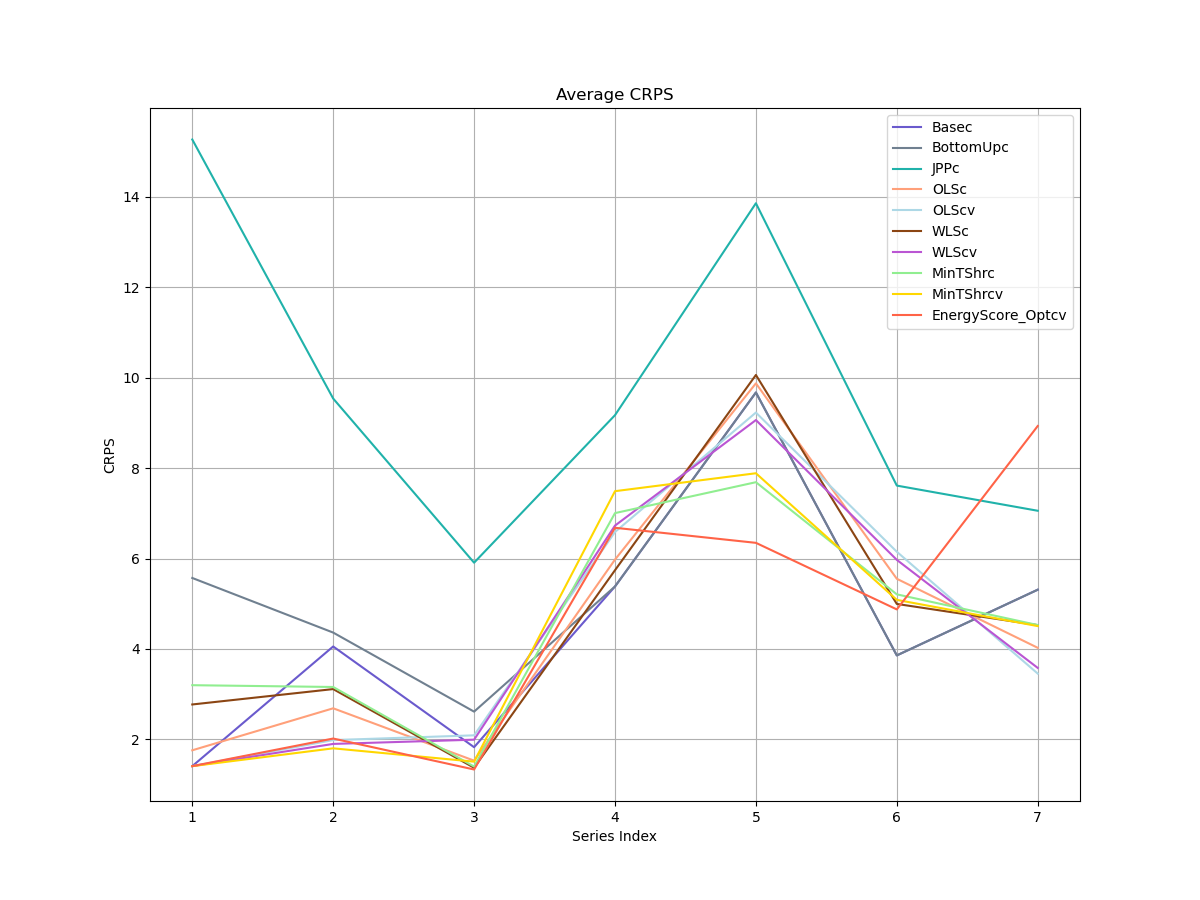 Average CRPS
Basec
BottomUpc
JPPc
OLSc
OLScv
WLSc
WLScv
MinTShrc
MinTShrcv
EnergyScore_Optcv
14
12
10
8
6
4
2
CRPS
1 2 3 4 5 6 7
Series Index